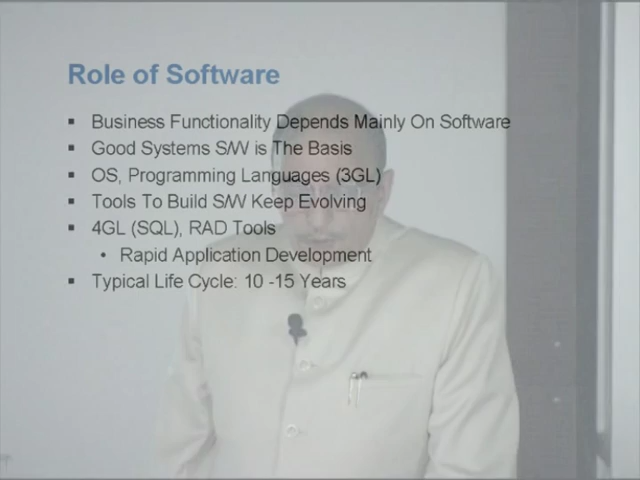 Role of Software
▪ Business Functionality Depends Mainly On Software
▪ Good Systems S/W is The Basis
▪ OS, Programming Languages (3GL)
▪ Tools To Build S/W Keep Evolving
▪ 4GL (SQL), RAD Tools
• Rapid Application Development
▪ Typical Life Cycle: 10 -15 Years